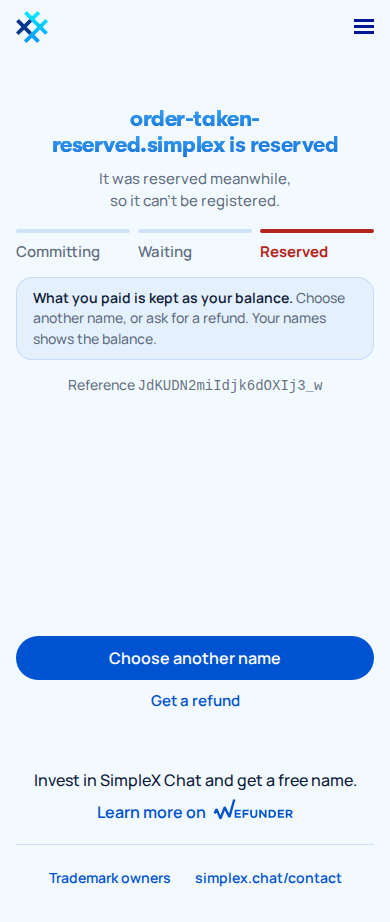 order-taken-
reserved.simplex is reserved
It was reserved meanwhile,
so it can't be registered.
Committing
Waiting
Reserved
What you paid is kept as your balance. Choose
another name, or ask for a refund. Your names
shows the balance.
Reference JdKUDN2miIdjk6dOXIj3_w
Choose another name
Get a refund
Invest in SimpleX Chat and get a free name.
Learn more on WEFUNDER
Trademark owners
simplex.chat/contact